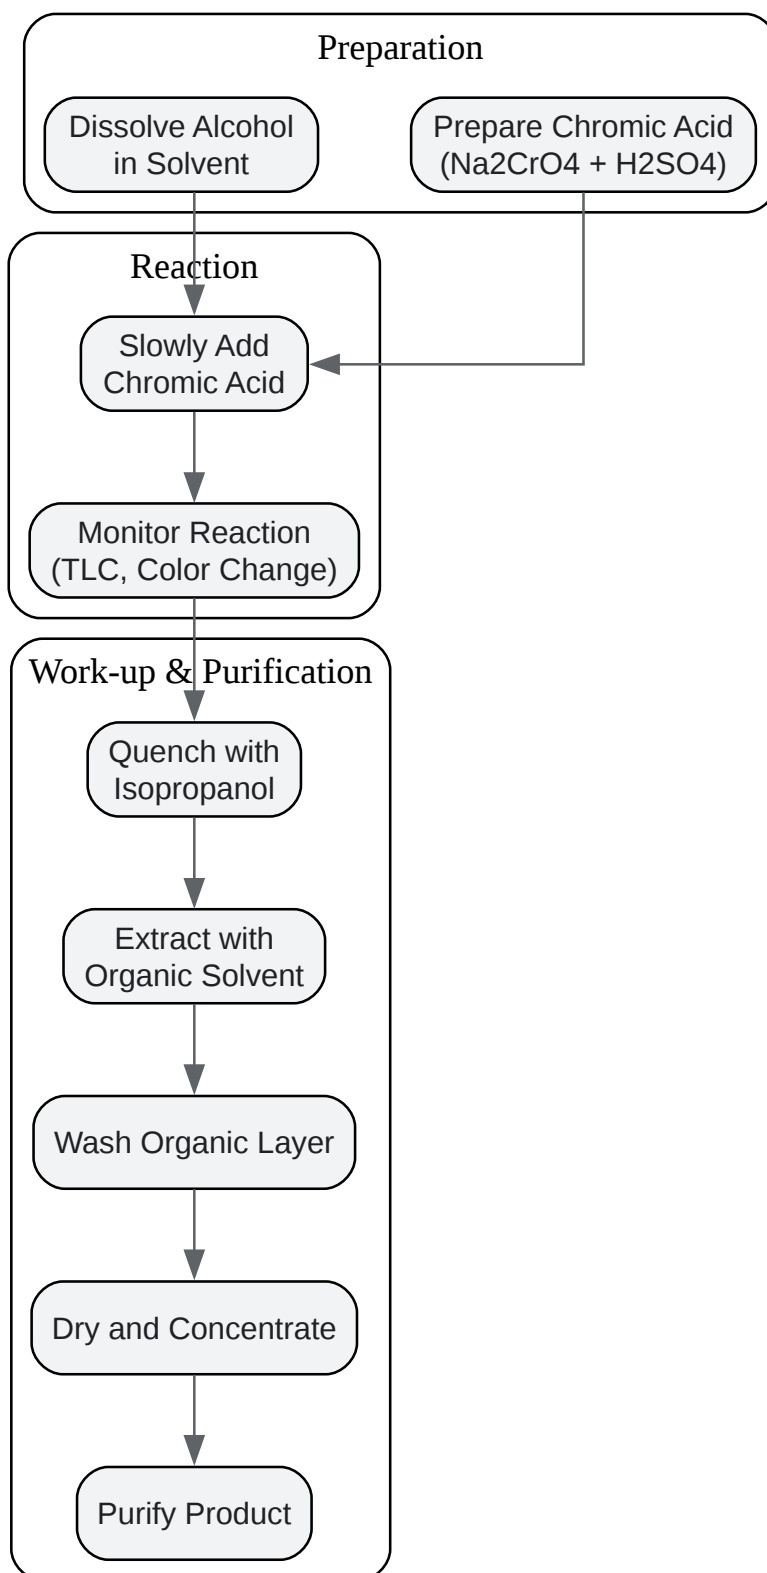 Preparation
Dissolve Alcohol
in Solvent
Prepare Chromic Acid
(Na2CrO4 + H2SO4)
Reaction
Slowly Add
Chromic Acid
Monitor Reaction
(TLC, Color Change)
Work-up & Purification
Quench with
Isopropanol
Extract with
Organic Solvent
Wash Organic Layer
Dry and Concentrate
Purify Product